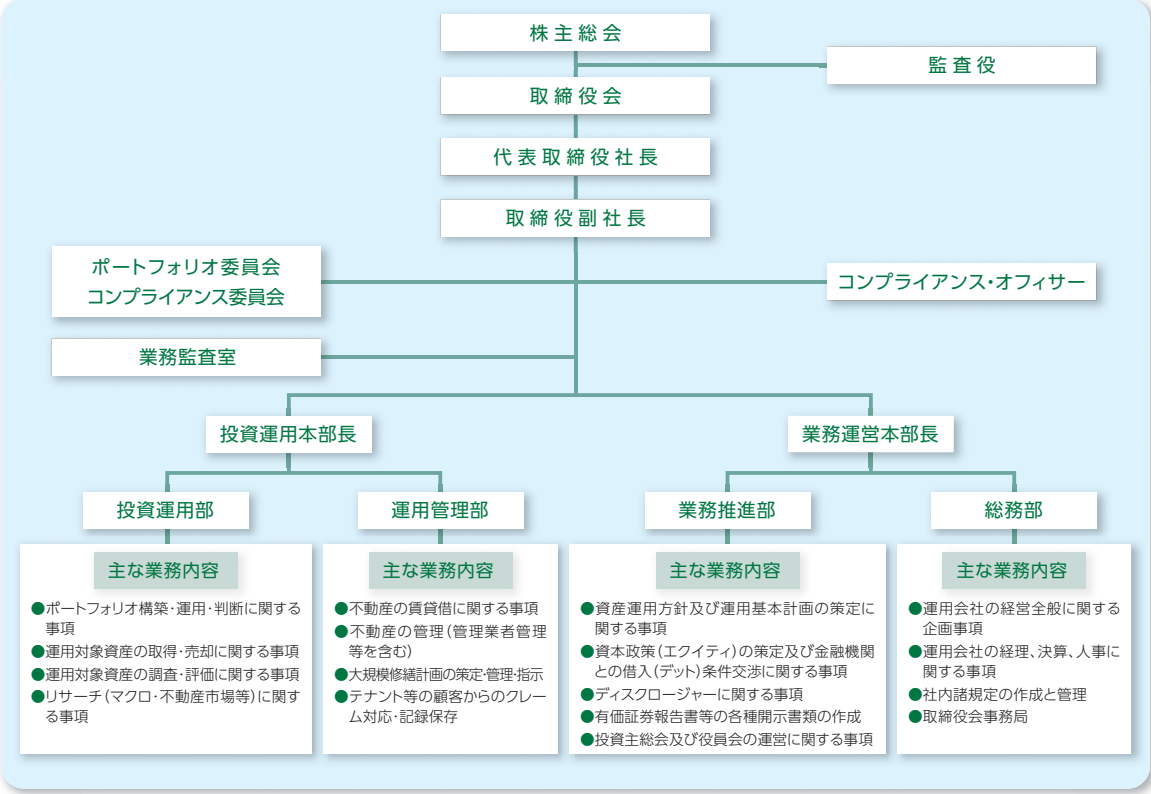 株主総会
監査役
取締役会
代表取締役社長
取締役副社長
ポートフォリオ委員会
コンプライアンス委員会
コンプライアンス・オフィサー
業務監査室
投資運用本部長
業務運営本部長
投資運用部
運用管理部
業務推進部
総務部
主な業務内容
●ポートフォリオ構築・運用・判断に関する
事項
●運用対象資産の取得・売却に関する事項
●運用対象資産の調査・評価に関する事項
●リサーチ（マクロ・不動産市場等）に関す
る事項
主な業務内容
●不動産の賃貸借に関する事項
●不動産の管理（管理業者管理
等を含む）
●大規模修繕計画の策定・管理・指示
●テナント等の顧客からのクレー
ム対応・記録保存
主な業務内容
●資産運用方針及び運用基本計画の策定に
関する事項
●資本政策（エクイティ）の策定及び金融機関
との借入（デット）条件交渉に関する事項
●ディスクロージャーに関する事項
●有価証券報告書等の各種開示書類の作成
●投資主総会及び役員会の運営に関する事項
主な業務内容
●運用会社の経営全般に関する
企画事項
●運用会社の経理、決算、人事に
関する事項
●社内諸規定の作成と管理
●取締役会事務局